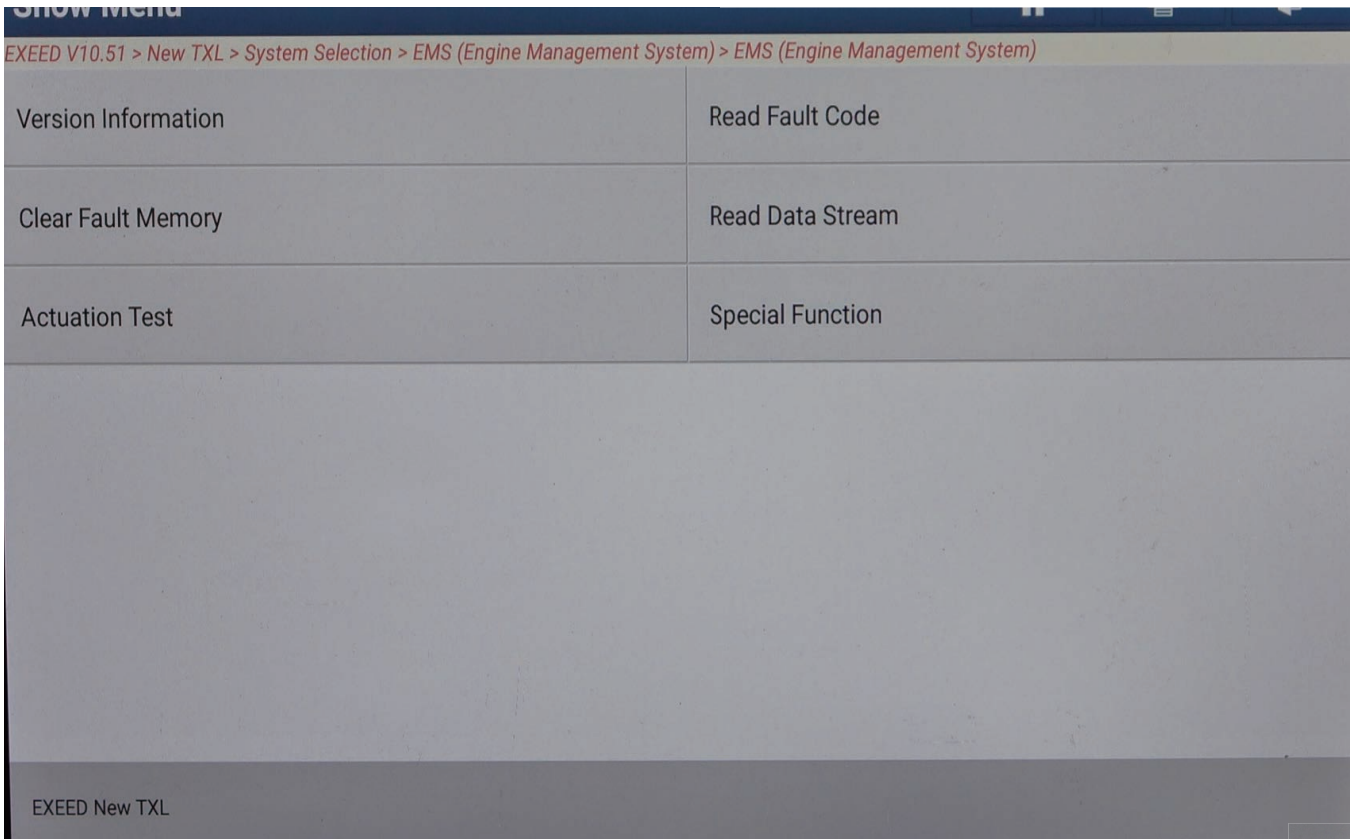 Show Menu
EXEED V10.51 > New TXL > System Selection > EMS (Engine Management System) > EMS (Engine Management System)
Version Information
Read Fault Code
Clear Fault Memory
Read Data Stream
Actuation Test
Special Function
EXEED New TXL